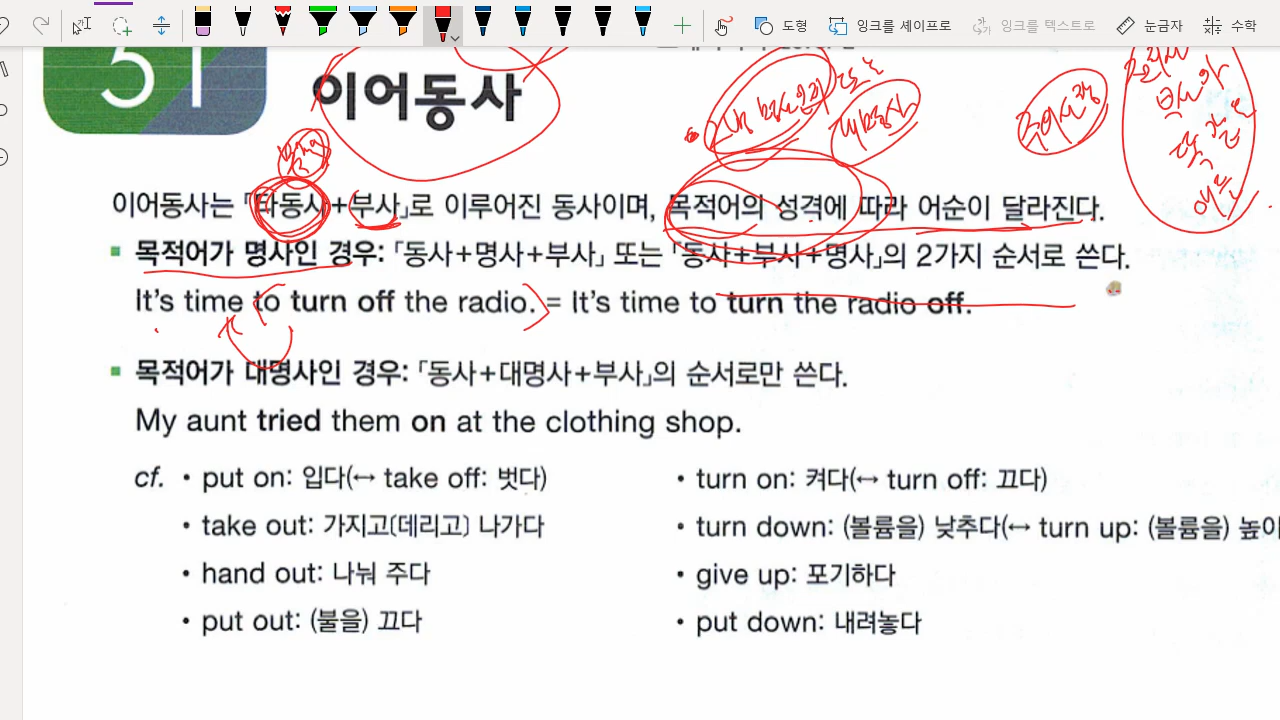 도형 잉크를 셰이프로 잉크를 텍스트로 눈금자 수학
51
이어동사
이어동사는 「타동사+부사」로 이루어진 동사이며, 목적어의 성격에 따라 어순이 달라진다.
목적어가 명사인 경우: 「동사+명사+부사」 또는 「동사+부사+명사」의 2가지 순서로 쓴다.
It's time to turn off the radio. = It's time to turn the radio off.
목적어가 대명사인 경우: 「동사+대명사+부사」의 순서로만 쓴다.
My aunt tried them on at the clothing shop.
cf. • put on: 입다(↔ take off: 벗다)
• turn on: 켜다(↔ turn off: 끄다)
• take out: 가지고[데리고] 나가다
• turn down: (볼륨을) 낮추다(↔ turn up: (볼륨을) 높이
• hand out: 나눠 주다
• give up: 포기하다
• put out: (불을) 끄다
• put down: 내려놓다